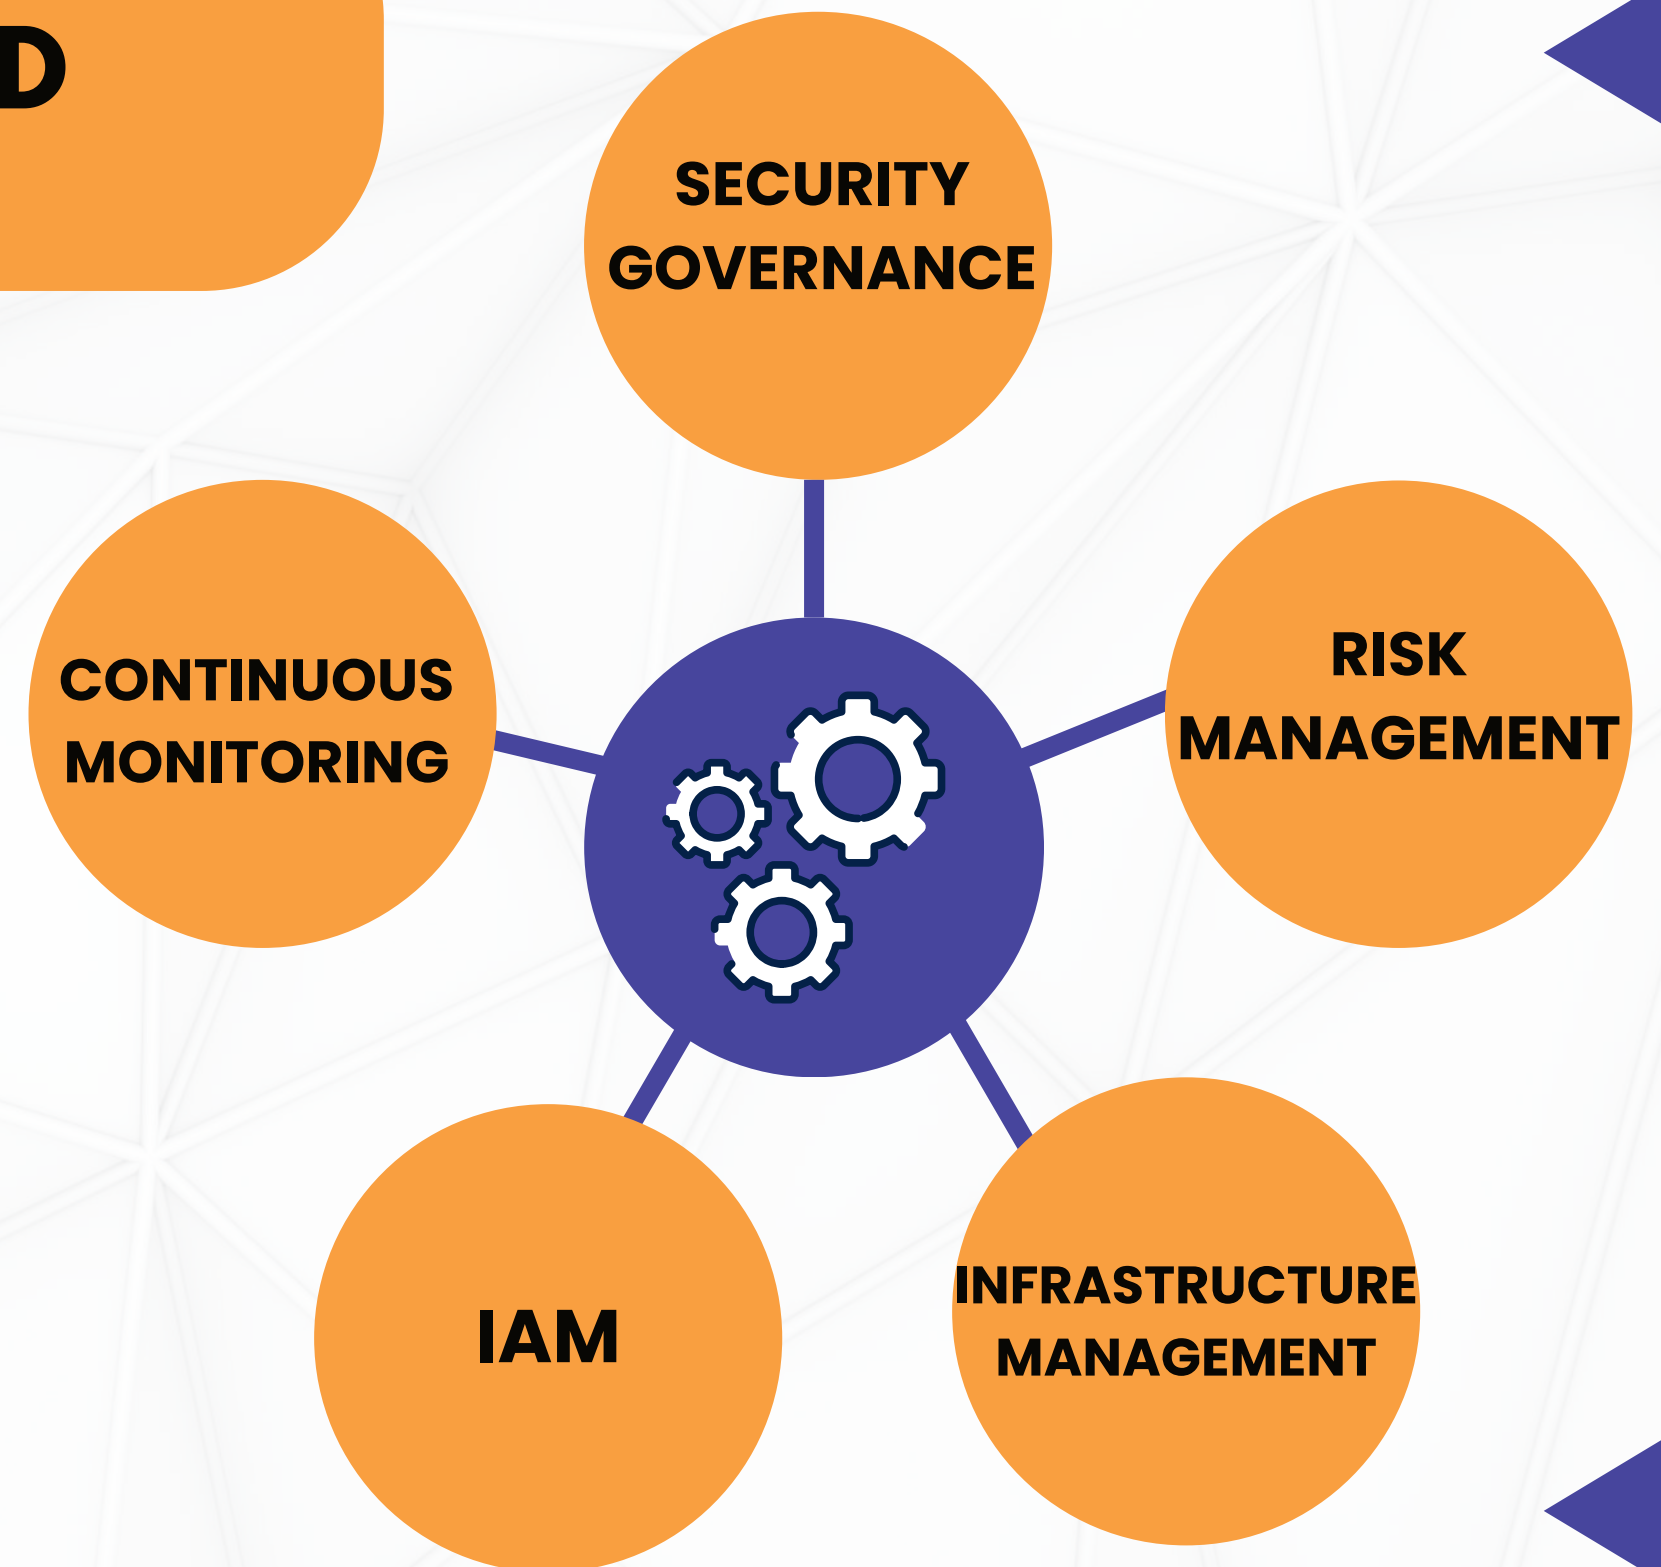 D
SECURITY
GOVERNANCE
CONTINUOUS
MONITORING
RISK
MANAGEMENT
IAM
INFRASTRUCTURE
MANAGEMENT